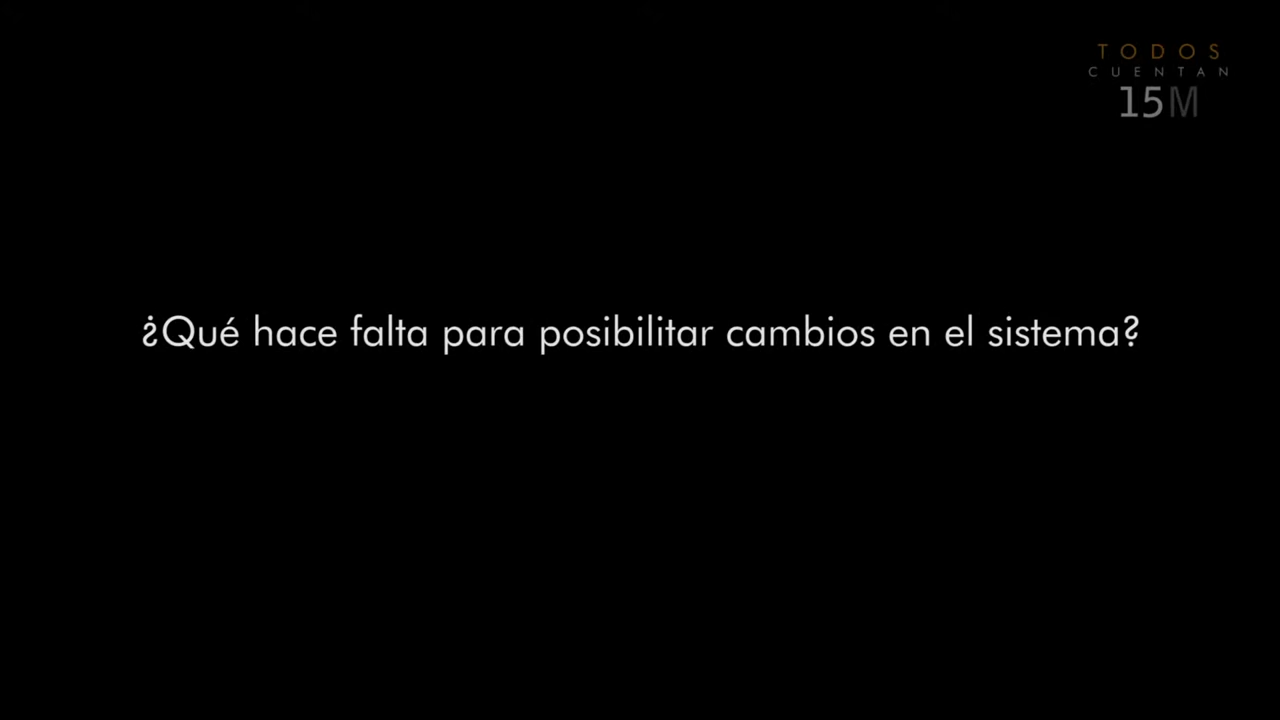 TODOS
CUENTAN
15M
¿Qué hace falta para posibilitar cambios en el sistema?